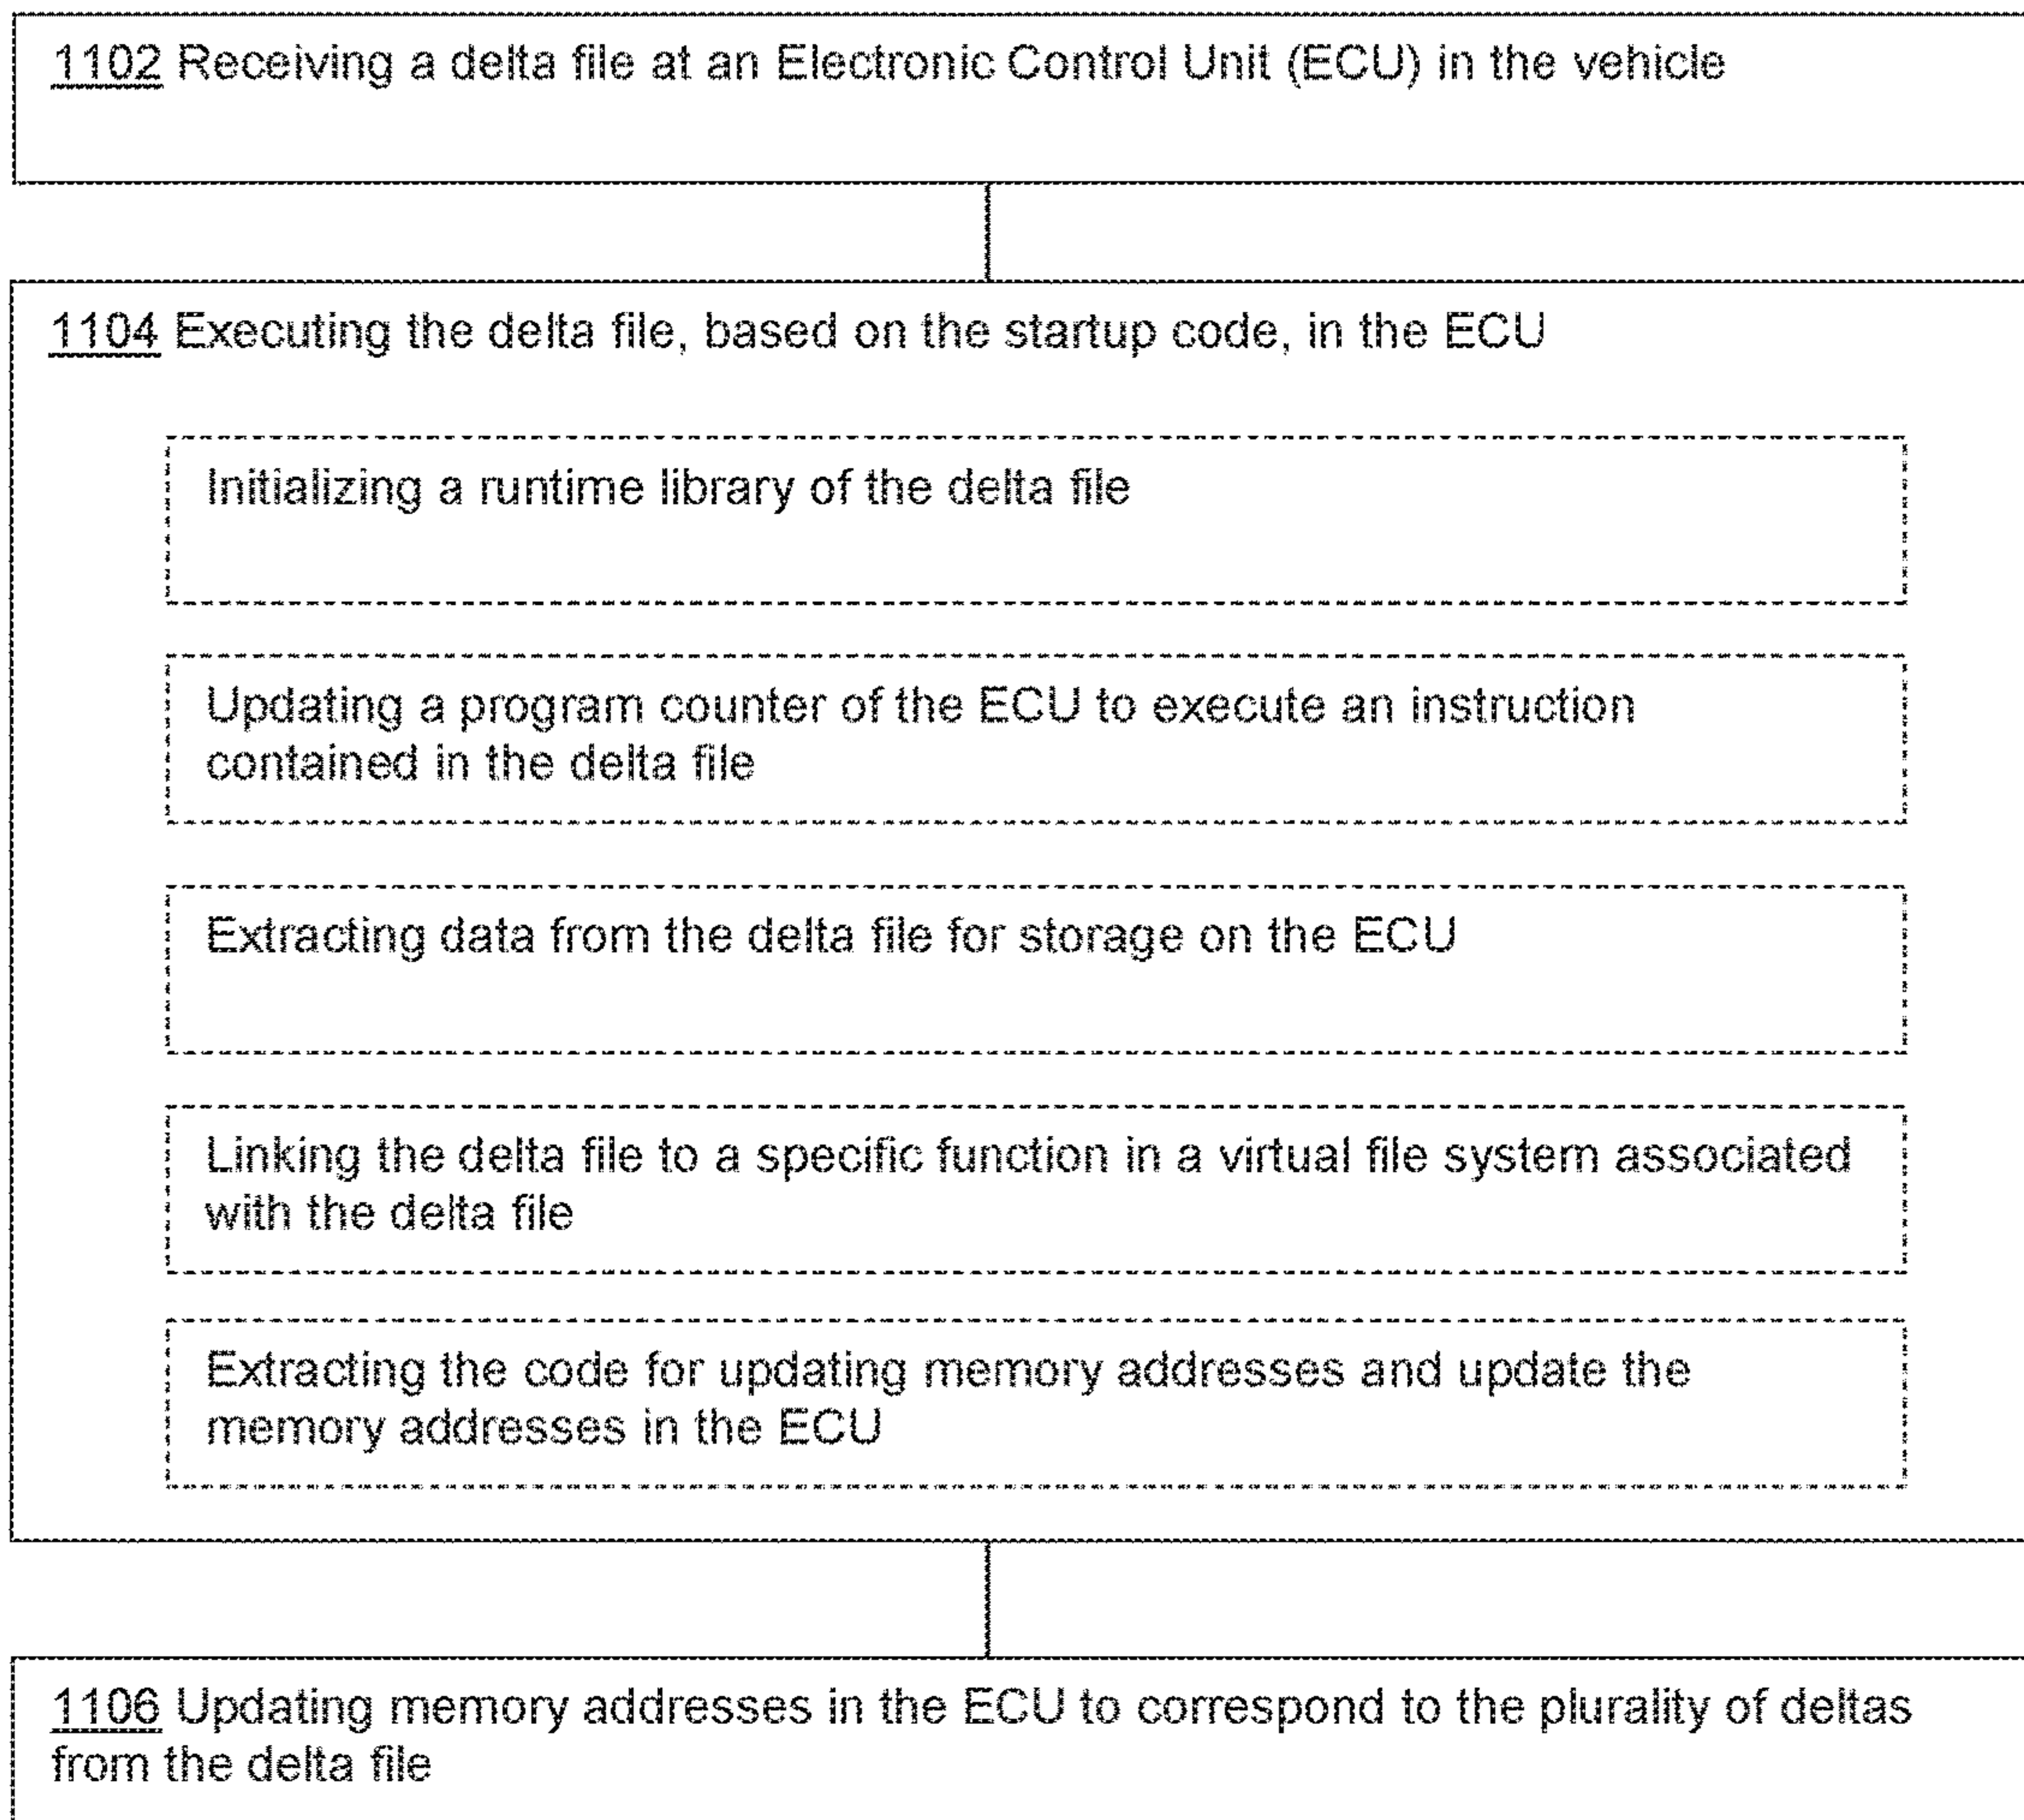 1102 Receiving a delta file at an Electronic Control Unit (ECU) in the vehicle
1104 Executing the delta file, based on the startup code, in the ECU
Initializing a runtime library of the delta file
Updating a program counter of the ECU to execute an instruction
contained in the delta file
Extracting data from the delta file for storage on the ECU
Linking the delta file to a specific function in a virtual file system associated
with the delta file
Extracting the code for updating memory addresses and update the
memory addresses in the ECU
1106 Updating memory addresses in the ECU to correspond to the plurality of deltas
from the delta file